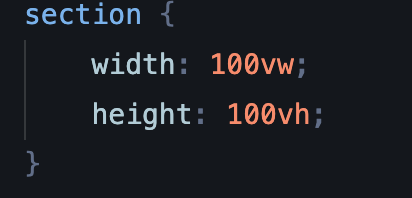 section {
width: 100vw;
height: 100vh;
}